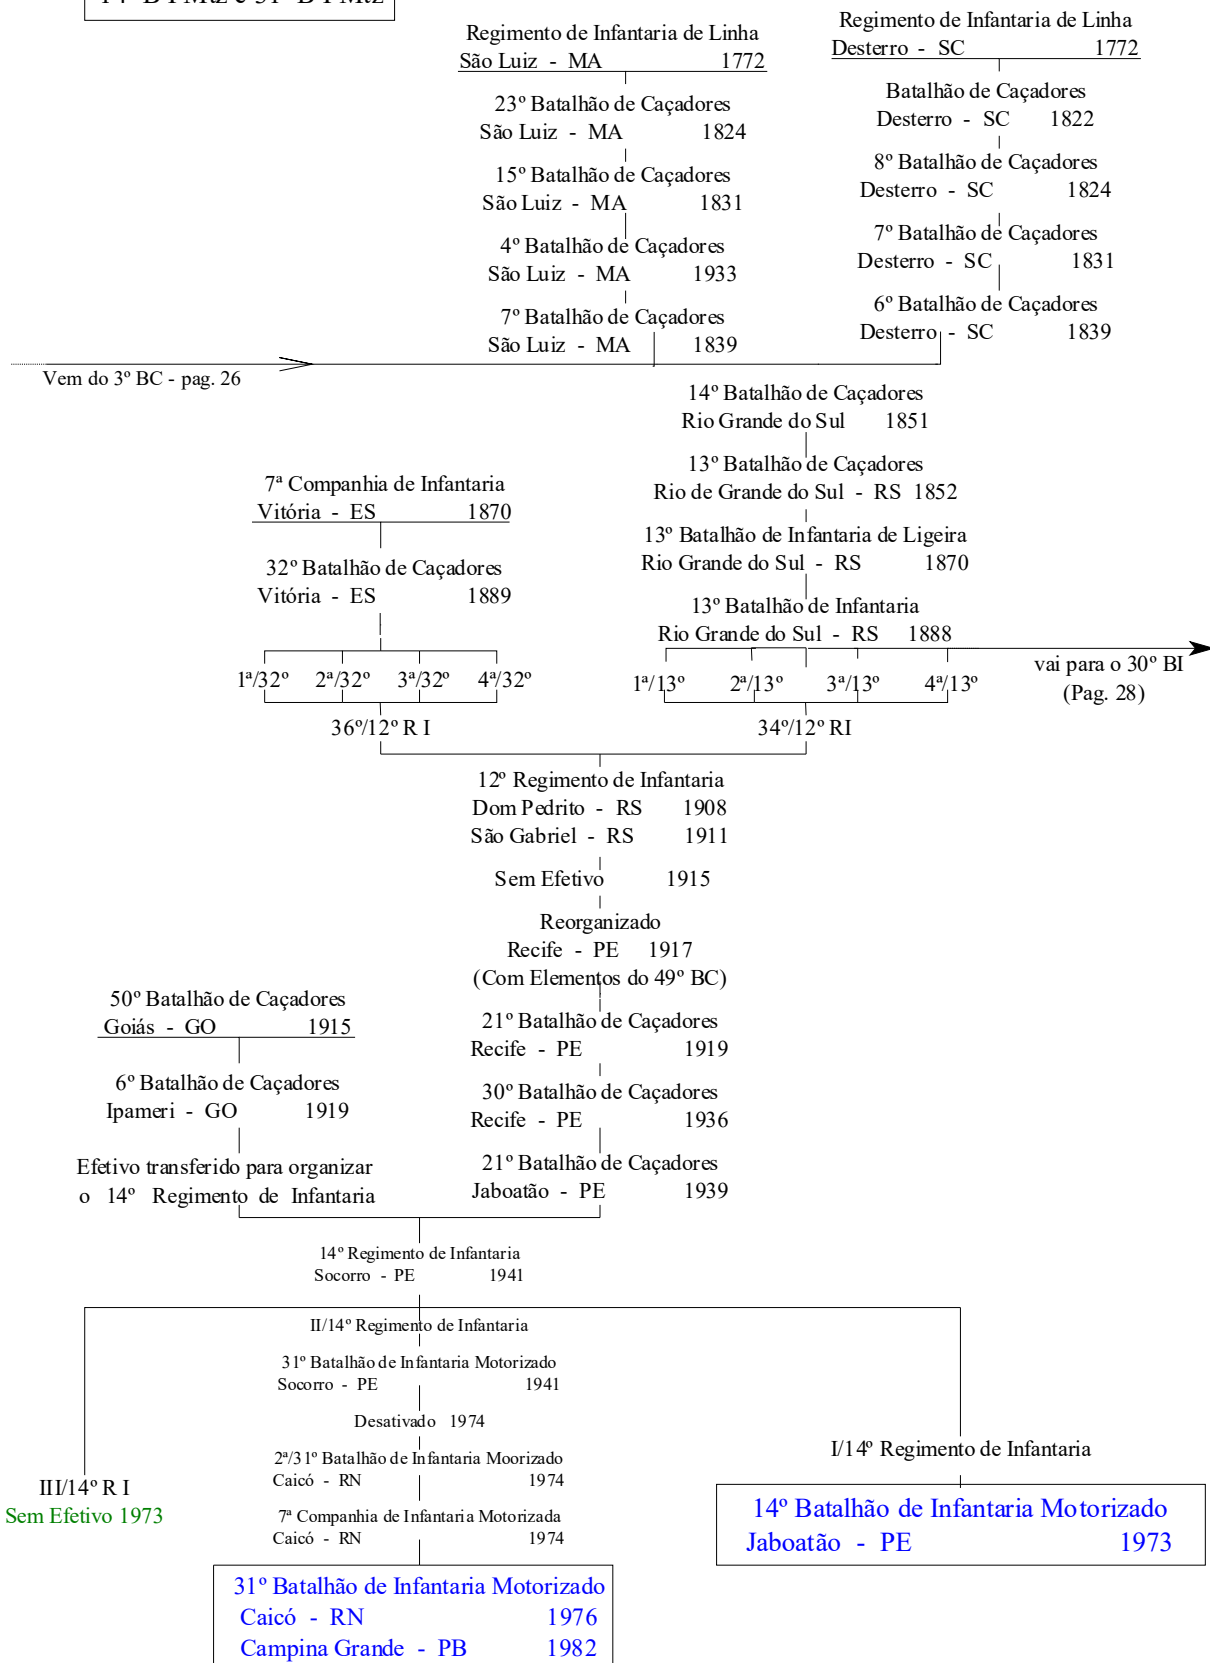 14º B I Mtz e 31º B I Mtz
Regimento de Infantaria de Linha
São Luiz - MA 1772
23º Batalhão de Caçadores
São Luiz - MA 1824
15º Batalhão de Caçadores
São Luiz - MA 1831
4º Batalhão de Caçadores
São Luiz - MA 1933
7º Batalhão de Caçadores
São Luiz - MA 1839
Regimento de Infantaria de Linha
Desterro - SC 1772
Batalhão de Caçadores
Desterro - SC 1822
8º Batalhão de Caçadores
Desterro - SC 1824
7º Batalhão de Caçadores
Desterro - SC 1831
6º Batalhão de Caçadores
Desterro - SC 1839
Vem do 3º BC - pag. 26
14º Batalhão de Caçadores
Rio Grande do Sul 1851
13º Batalhão de Caçadores
Rio de Grande do Sul - RS 1852
13º Batalhão de Infantaria de Ligeira
Rio Grande do Sul - RS 1870
13º Batalhão de Infantaria
Rio Grande do Sul - RS 1888
vai para o 30º BI
(Pag. 28)
7ª Companhia de Infantaria
Vitória - ES 1870
32º Batalhão de Caçadores
Vitória - ES 1889
1ª/32º 2ª/32º 3ª/32º 4ª/32º
36º/12º R I
1ª/13º 2ª/13º 3ª/13º 4ª/13º
34º/12º RI
12º Regimento de Infantaria
Dom Pedrito - RS 1908
São Gabriel - RS 1911
Sem Efetivo 1915
Reorganizado
Recife - PE 1917
(Com Elementos do 49º BC)
21º Batalhão de Caçadores
Recife - PE 1919
30º Batalhão de Caçadores
Recife - PE 1936
21º Batalhão de Caçadores
Jaboatão - PE 1939
50º Batalhão de Caçadores
Goiás - GO 1915
6º Batalhão de Caçadores
Ipameri - GO 1919
Efetivo transferido para organizar
o 14º Regimento de Infantaria
14º Regimento de Infantaria
Socorro - PE 1941
II/14º Regimento de Infantaria
31º Batalhão de Infantaria Motorizado
Socorro - PE 1941
Desativado 1974
2ª/31º Batalhão de Infantaria Moorizado
Caicó - RN 1974
7ª Companhia de Infantaria Motorizada
Caicó - RN 1974
31º Batalhão de Infantaria Motorizado
Caicó - RN 1976
Campina Grande - PB 1982
III/14º R I
Sem Efetivo 1973
I/14º Regimento de Infantaria
14º Batalhão de Infantaria Motorizado
Jaboatão - PE 1973